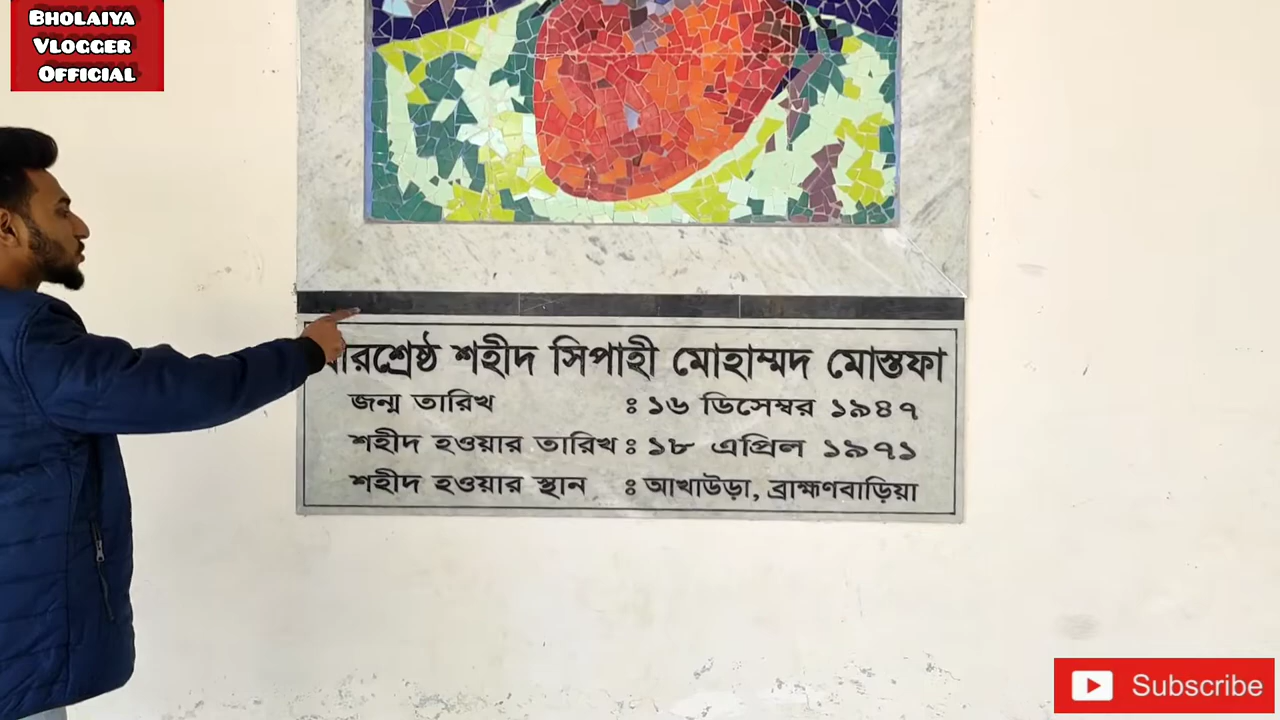 BHOLAIYA
VLOGGER
OFFICIAL
শহীদ সিপাহী মোহাম্মদ মোস্তফা
জন্ম তারিখ : ১৬ ডিসেম্বর ১৯৪৭
শহীদ হওয়ার তারিখ : ১৮ এপ্রিল ১৯৭১
শহীদ হওয়ার স্থান : আখাউড়া, ব্রাহ্মণবাড়িয়া
Subscribe